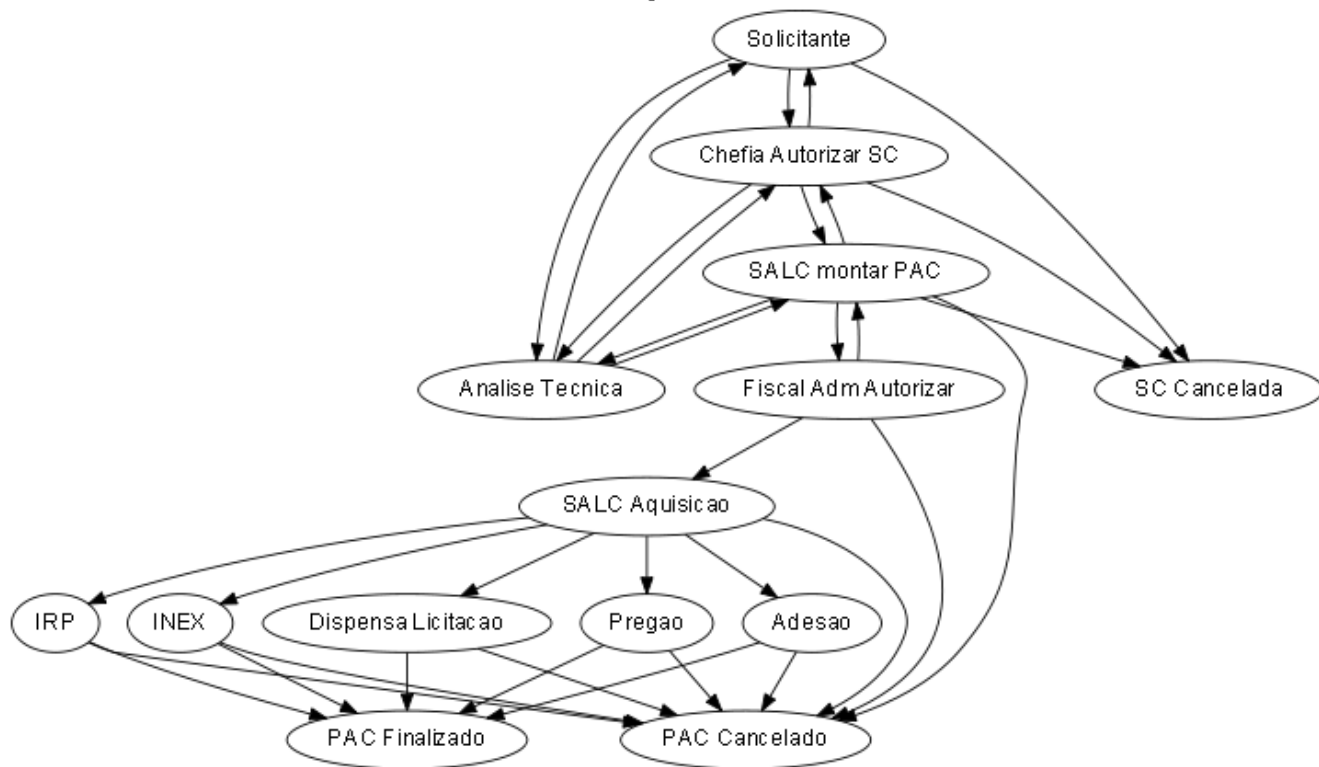 Solicitante
Chefia Autorizar SC
SALC montar PAC
Analise Tecnica
Fiscal Adm Autorizar
SC Cancelada
SALC Aquisicao
IRP
INEX
Dispensa Licitacao
Pregao
Adesao
PAC Finalizado
PAC Cancelado